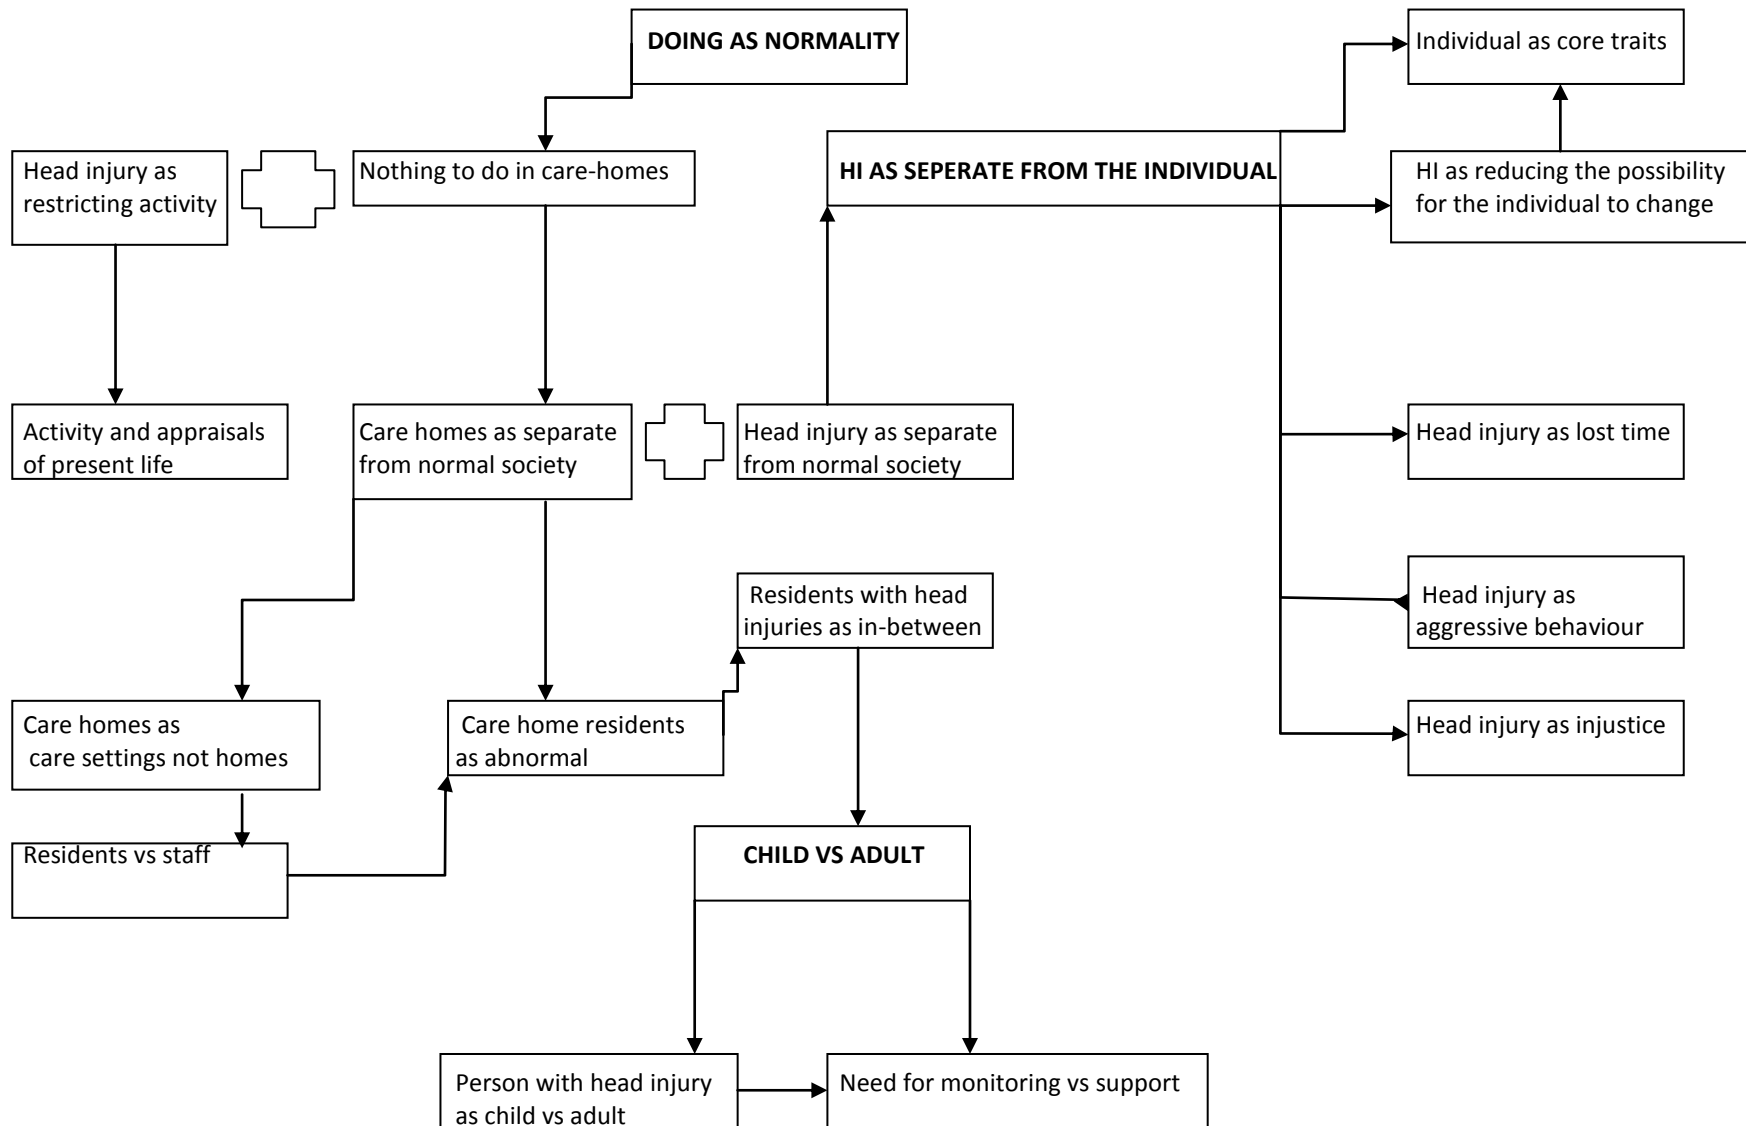 DOING AS NORMALITY
Individual as core traits
Head injury as
restricting activity
Nothing to do in care-homes
HI AS SEPERATE FROM THE INDIVIDUAL
HI as reducing the possibility
for the individual to change
Activity and appraisals
of present life
Care homes as separate
from normal society
Head injury as separate
from normal society
Head injury as lost time
Residents with head
injuries as in-between
Head injury as
aggressive behaviour
Care homes as
care settings not homes
Care home residents
as abnormal
Head injury as injustice
Residents vs staff
CHILD VS ADULT
Person with head injury
as child vs adult
Need for monitoring vs support